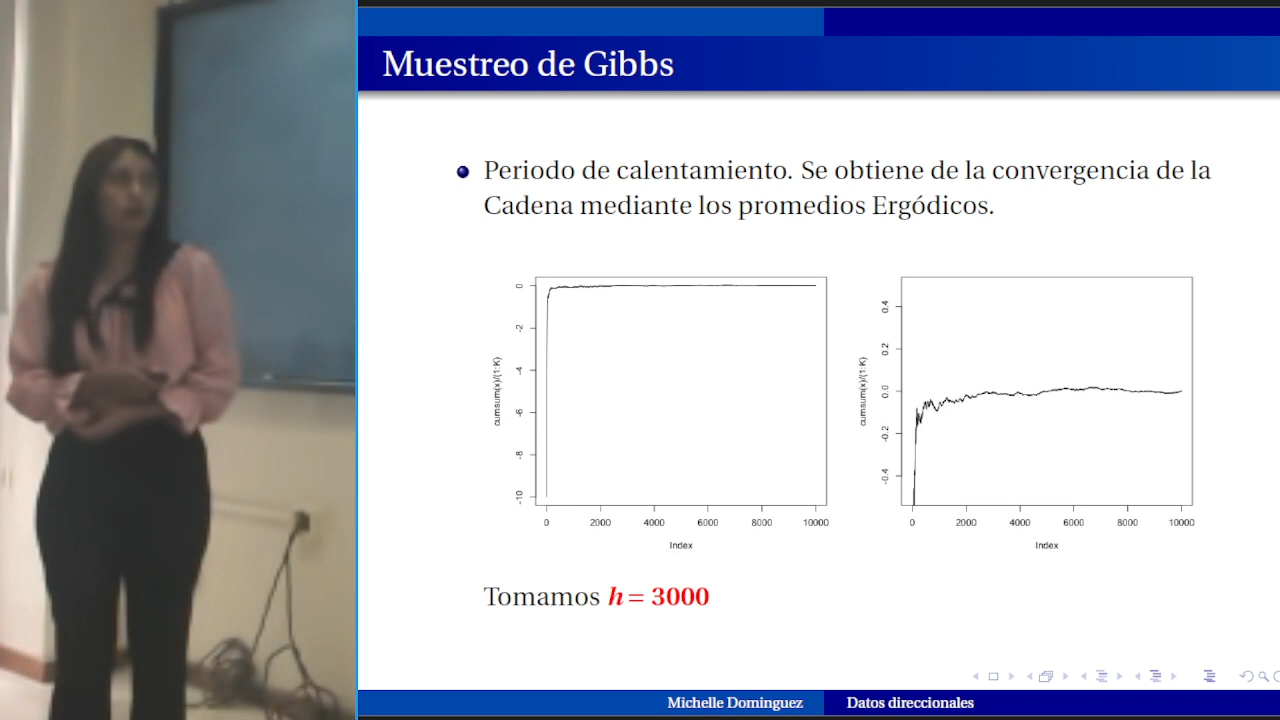 Muestreo de Gibbs
Periodo de calentamiento. Se obtiene de la convergencia de la
Cadena mediante los promedios Ergódicos.
cumsum(x)/(1:K)
0
-2
-4
-6
-8
-10
0 2000 4000 6000 8000 10000
Index
cumsum(x)/(1:K)
0.4
0.2
0.0
-0.2
-0.4
0 2000 4000 6000 8000 10000
Index
Tomamos h = 3000
Michelle Dominguez Datos direccionales